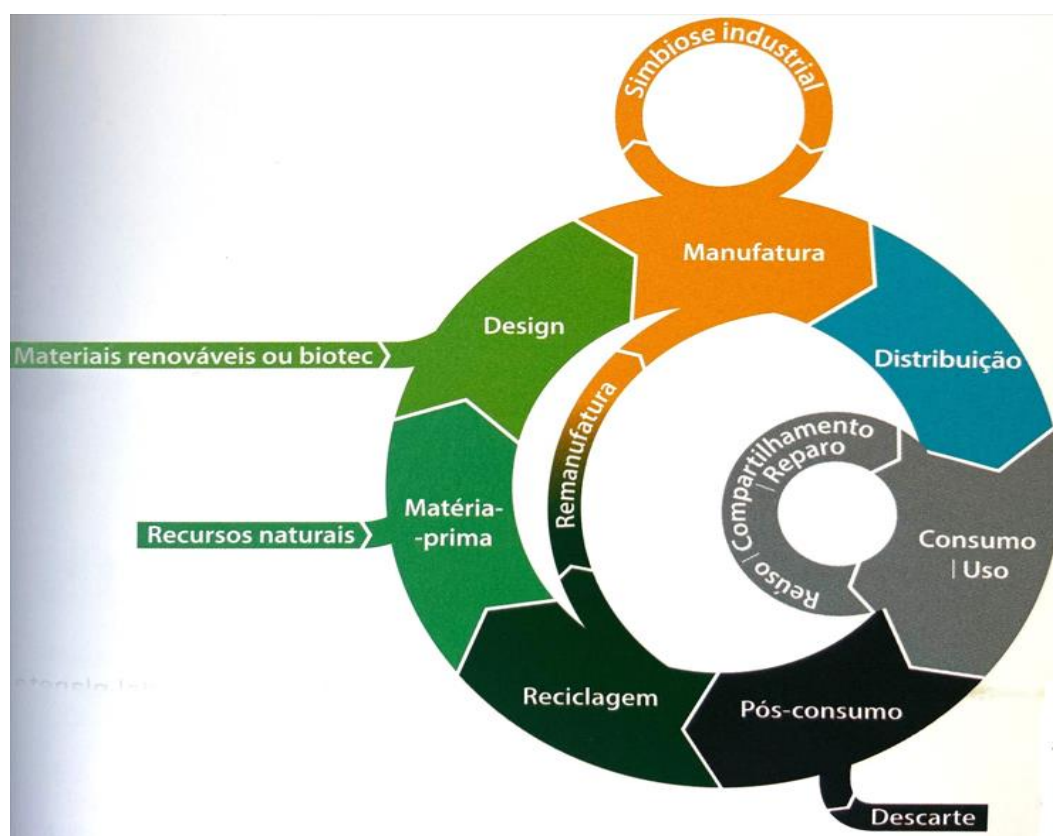 Simbiose industrial
Manufatura
Design
Distribuição
Materiais renováveis ou biotec
Remanufatura
Reúso | Compartilhamento
| Reparo
Matéria-
-prima
Recursos naturais
Consumo
| Uso
Reciclagem
Pós-consumo
Descarte